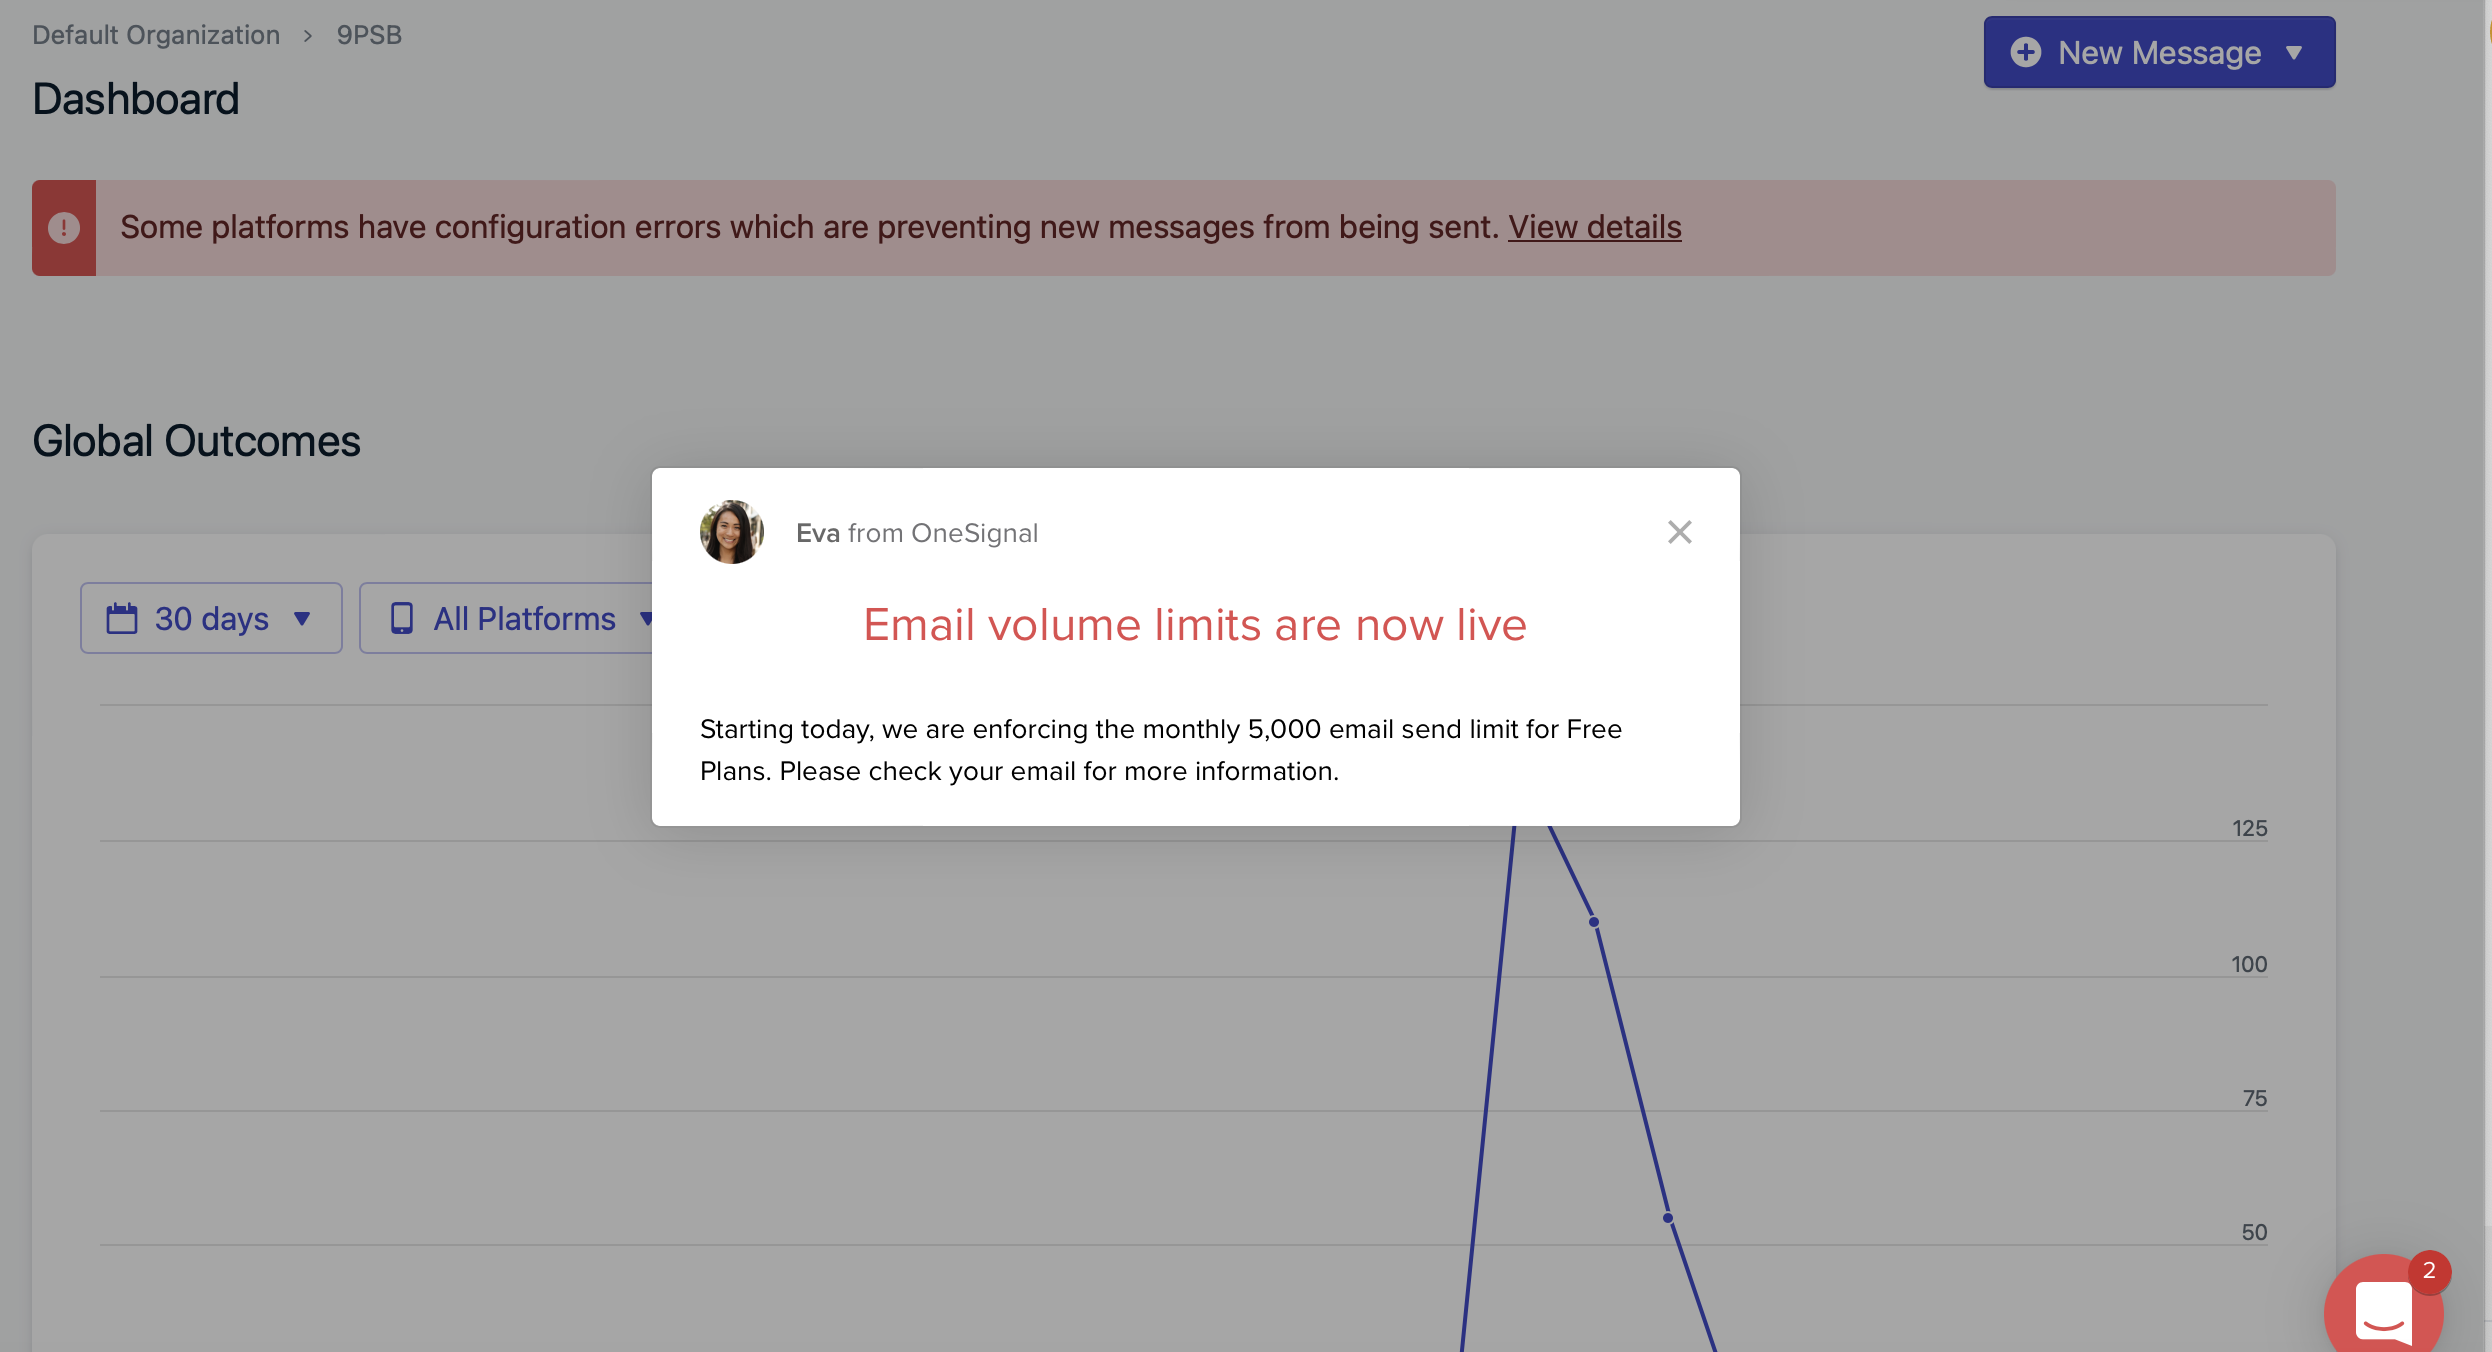 Default Organization > 9PSB
New Message
Dashboard
Some platforms have configuration errors which are preventing new messages from being sent. View details
Global Outcomes
Eva from OneSignal
Email volume limits are now live
Starting today, we are enforcing the monthly 5,000 email send limit for Free
Plans. Please check your email for more information.
30 days
All Platforms
125
100
75
50
2